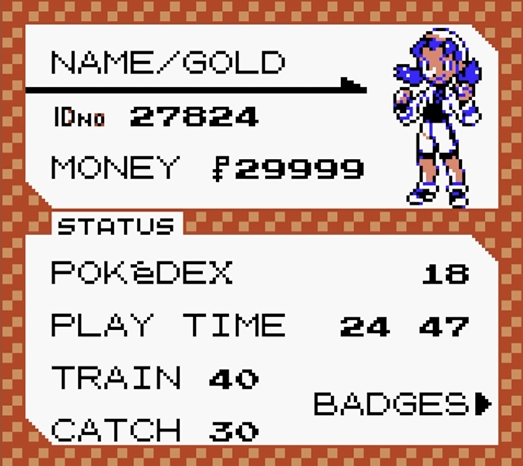 NAME/GOLD
IDNo 27824
MONEY ₽29999
STATUS
POKéDEX 18
PLAY TIME 24 47
TRAIN 40
BADGES▶
CATCH 30